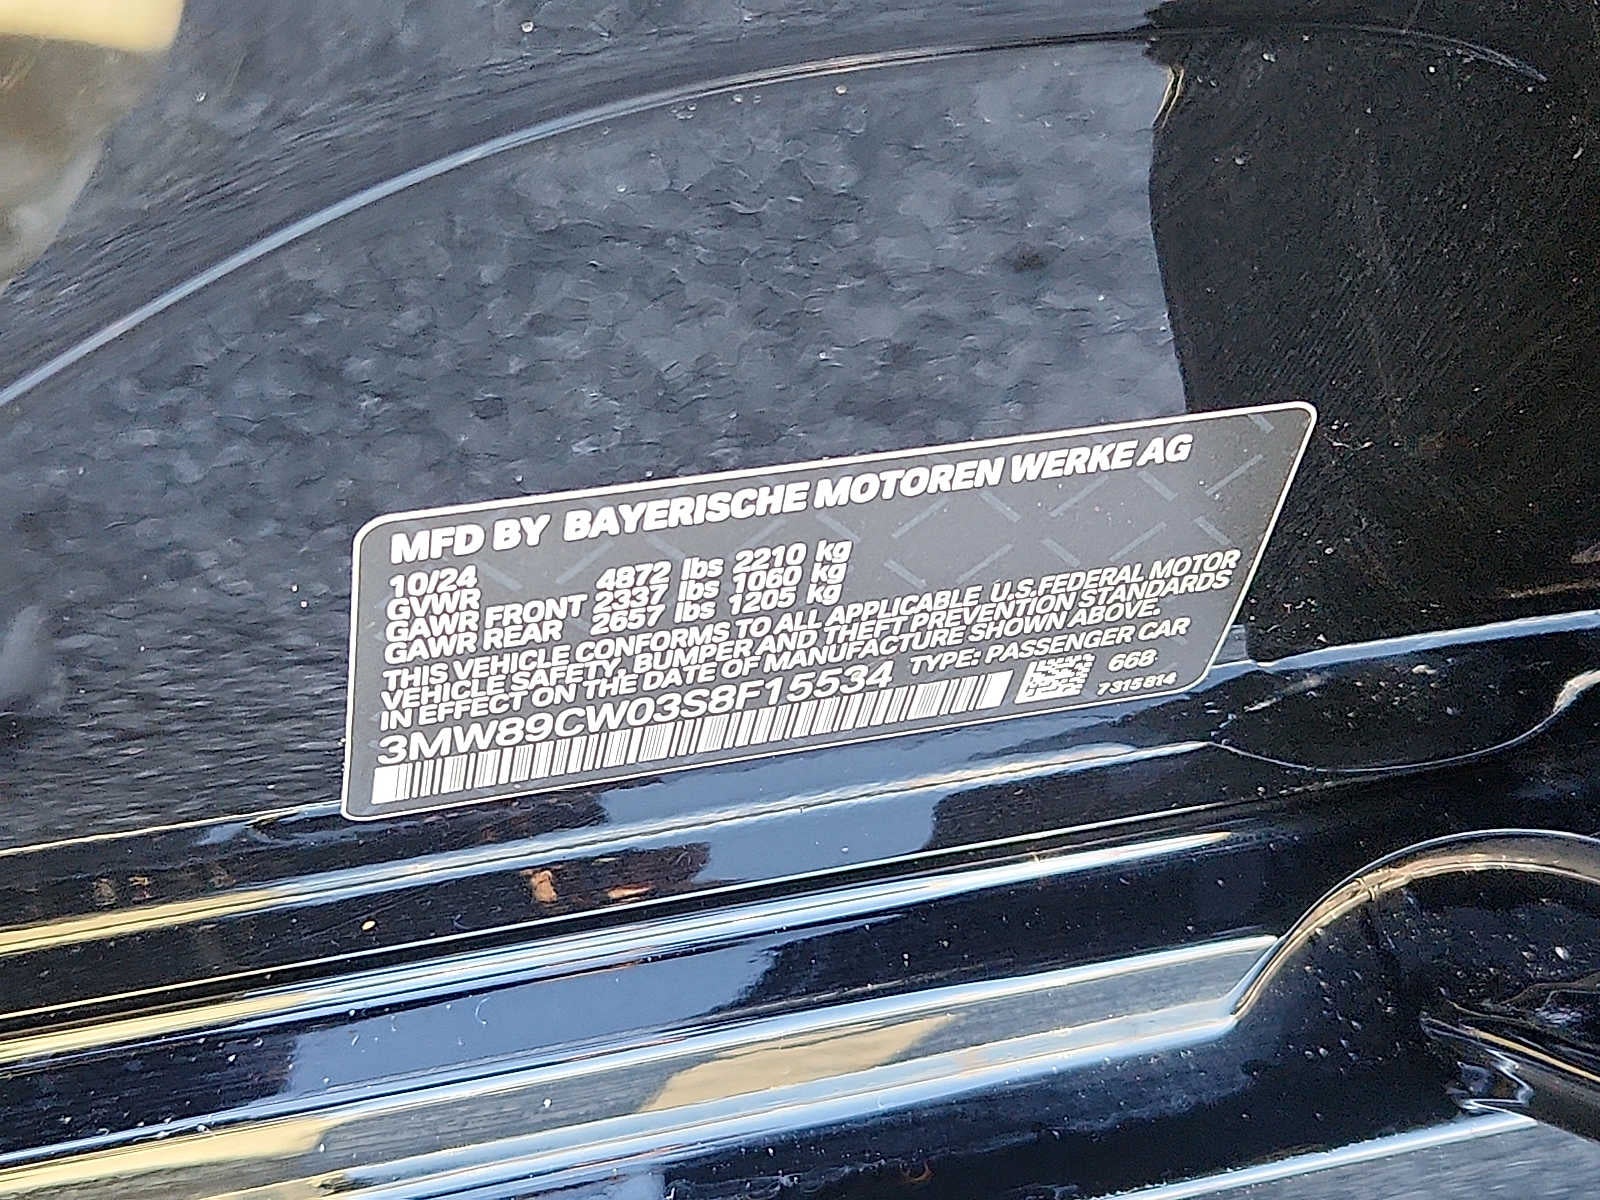 MFD BY BAYERISCHE MOTOREN WERKE AG
10/24
GVWR 4872 lbs 2210 kg
GAWR FRONT 2337 lbs 1060 kg
GAWR REAR 2657 lbs 1205 kg
THIS VEHICLE CONFORMS TO ALL APPLICABLE U.S.FEDERAL MOTOR
VEHICLE SAFETY, BUMPER AND THEFT PREVENTION STANDARDS
IN EFFECT ON THE DATE OF MANUFACTURE SHOWN ABOVE.
3MW89CW03S8F15534 TYPE: PASSENGER CAR
668
7315814